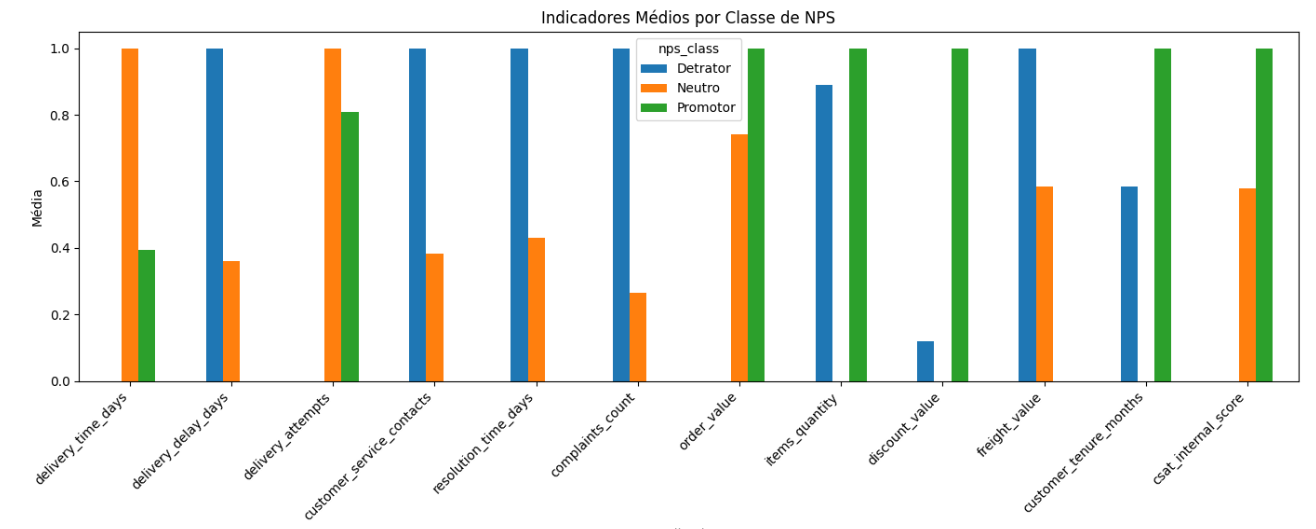 Indicadores Médios por Classe de NPS
nps_class
Detrator
Neutro
Promotor
Média
1.0
0.8
0.6
0.4
0.2
0.0
delivery_time_days
delivery_delay_days
delivery_attempts
customer_service_contacts
resolution_time_days
complaints_count
order_value
items_quantity
discount_value
freight_value
customer_tenure_months
csat_internal_score